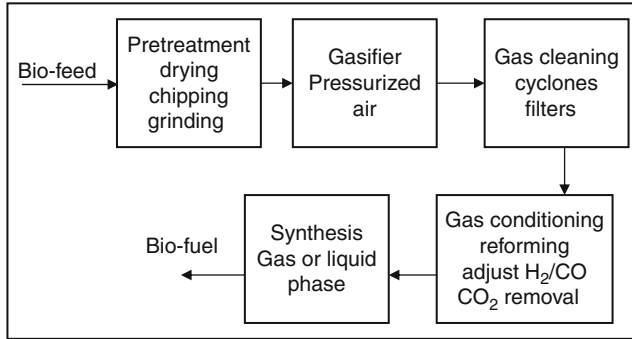 Bio-feed
Pretreatment
drying
chipping
grinding
Gasifier
Pressurized
air
Gas cleaning
cyclones
filters
Gas conditioning
reforming
adjust H₂/CO
CO₂ removal
Synthesis
Gas or liquid
phase
Bio-fuel